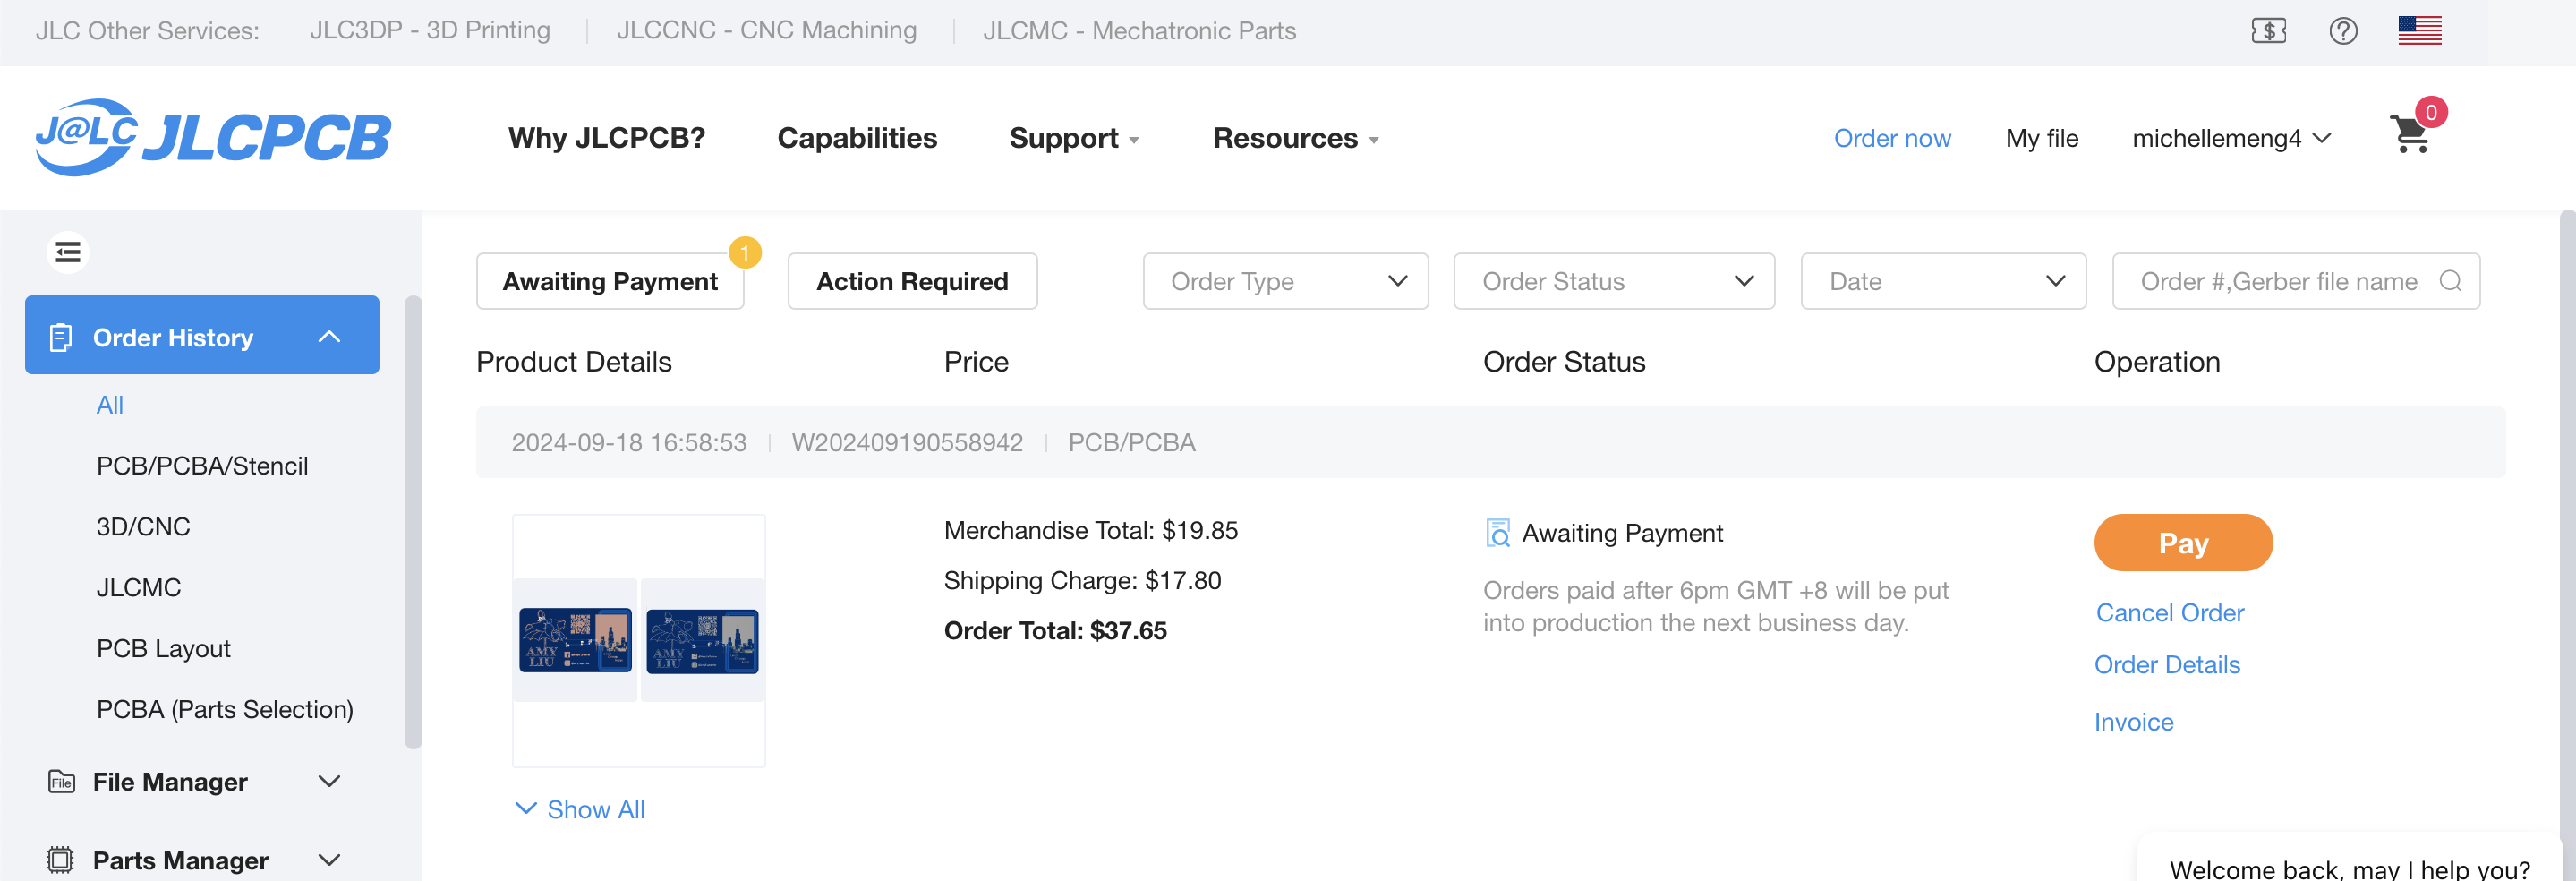 JLC Other Services: JLC3DP - 3D Printing JLCCNC - CNC Machining JLCMC - Mechatronic Parts
J@LC JLCPCB Why JLCPCB? Capabilities Support Resources Order now My file michellemeng4 0
Awaiting Payment 1 Action Required Order Type Order Status Date Order #,Gerber file name
Order History
All
PCB/PCBA/Stencil
3D/CNC
JLCMC
PCB Layout
PCBA (Parts Selection)
File File Manager
Parts Manager
Product Details Price Order Status Operation
2024-09-18 16:58:53 W202409190558942 PCB/PCBA
AMY
LIU
AMY
LIU
Show All
Merchandise Total: $19.85
Shipping Charge: $17.80
Order Total: $37.65
Awaiting Payment
Orders paid after 6pm GMT +8 will be put
into production the next business day.
Pay
Cancel Order
Order Details
Invoice
Welcome back, may I help you?